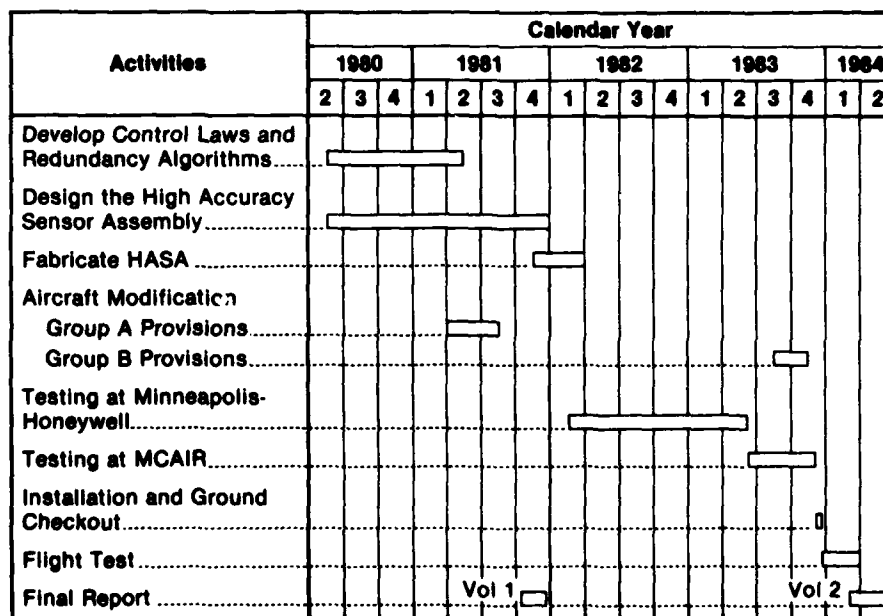 Activities
Calendar Year
1980 1981 1982 1983 1984
2 3 4 1 2 3 4 1 2 3 4 1 2 3 4 1 2
Develop Control Laws and
Redundancy Algorithms
Design the High Accuracy
Sensor Assembly
Fabricate HASA
Aircraft Modification
Group A Provisions
Group B Provisions
Testing at Minneapolis-
Honeywell
Testing at MCAIR
Installation and Ground
Checkout
Flight Test
Final Report Vol 1 Vol 2